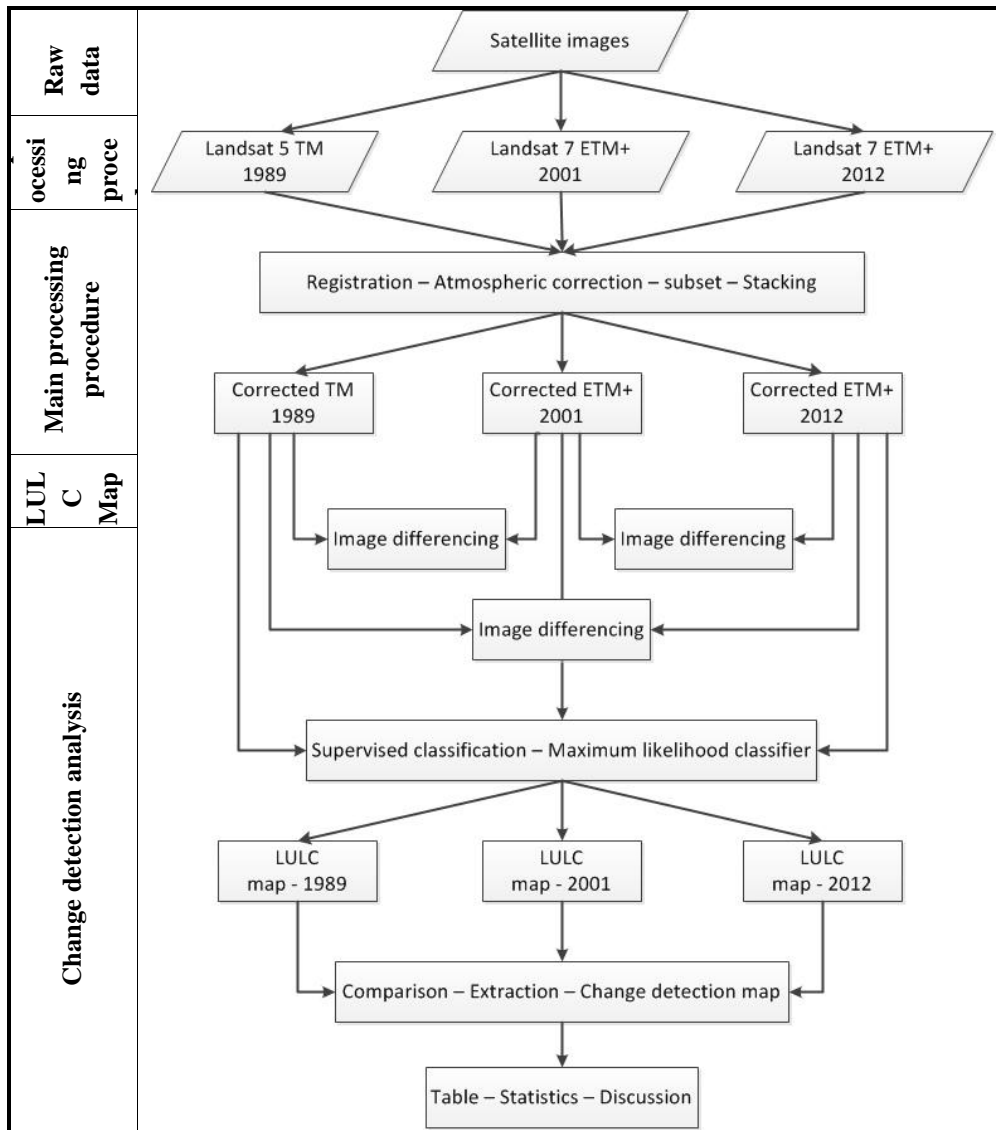 Raw
data
Satellite images
ocessi
ng
proce
Landsat 5 TM
1989
Landsat 7 ETM+
2001
Landsat 7 ETM+
2012
Main processing
procedure
Registration – Atmospheric correction – subset – Stacking
Corrected TM
1989
Corrected ETM+
2001
Corrected ETM+
2012
LUL
C
Map
Image differencing
Image differencing
Change detection analysis
Image differencing
Supervised classification – Maximum likelihood classifier
LULC
map - 1989
LULC
map - 2001
LULC
map - 2012
Comparison – Extraction – Change detection map
Table – Statistics – Discussion